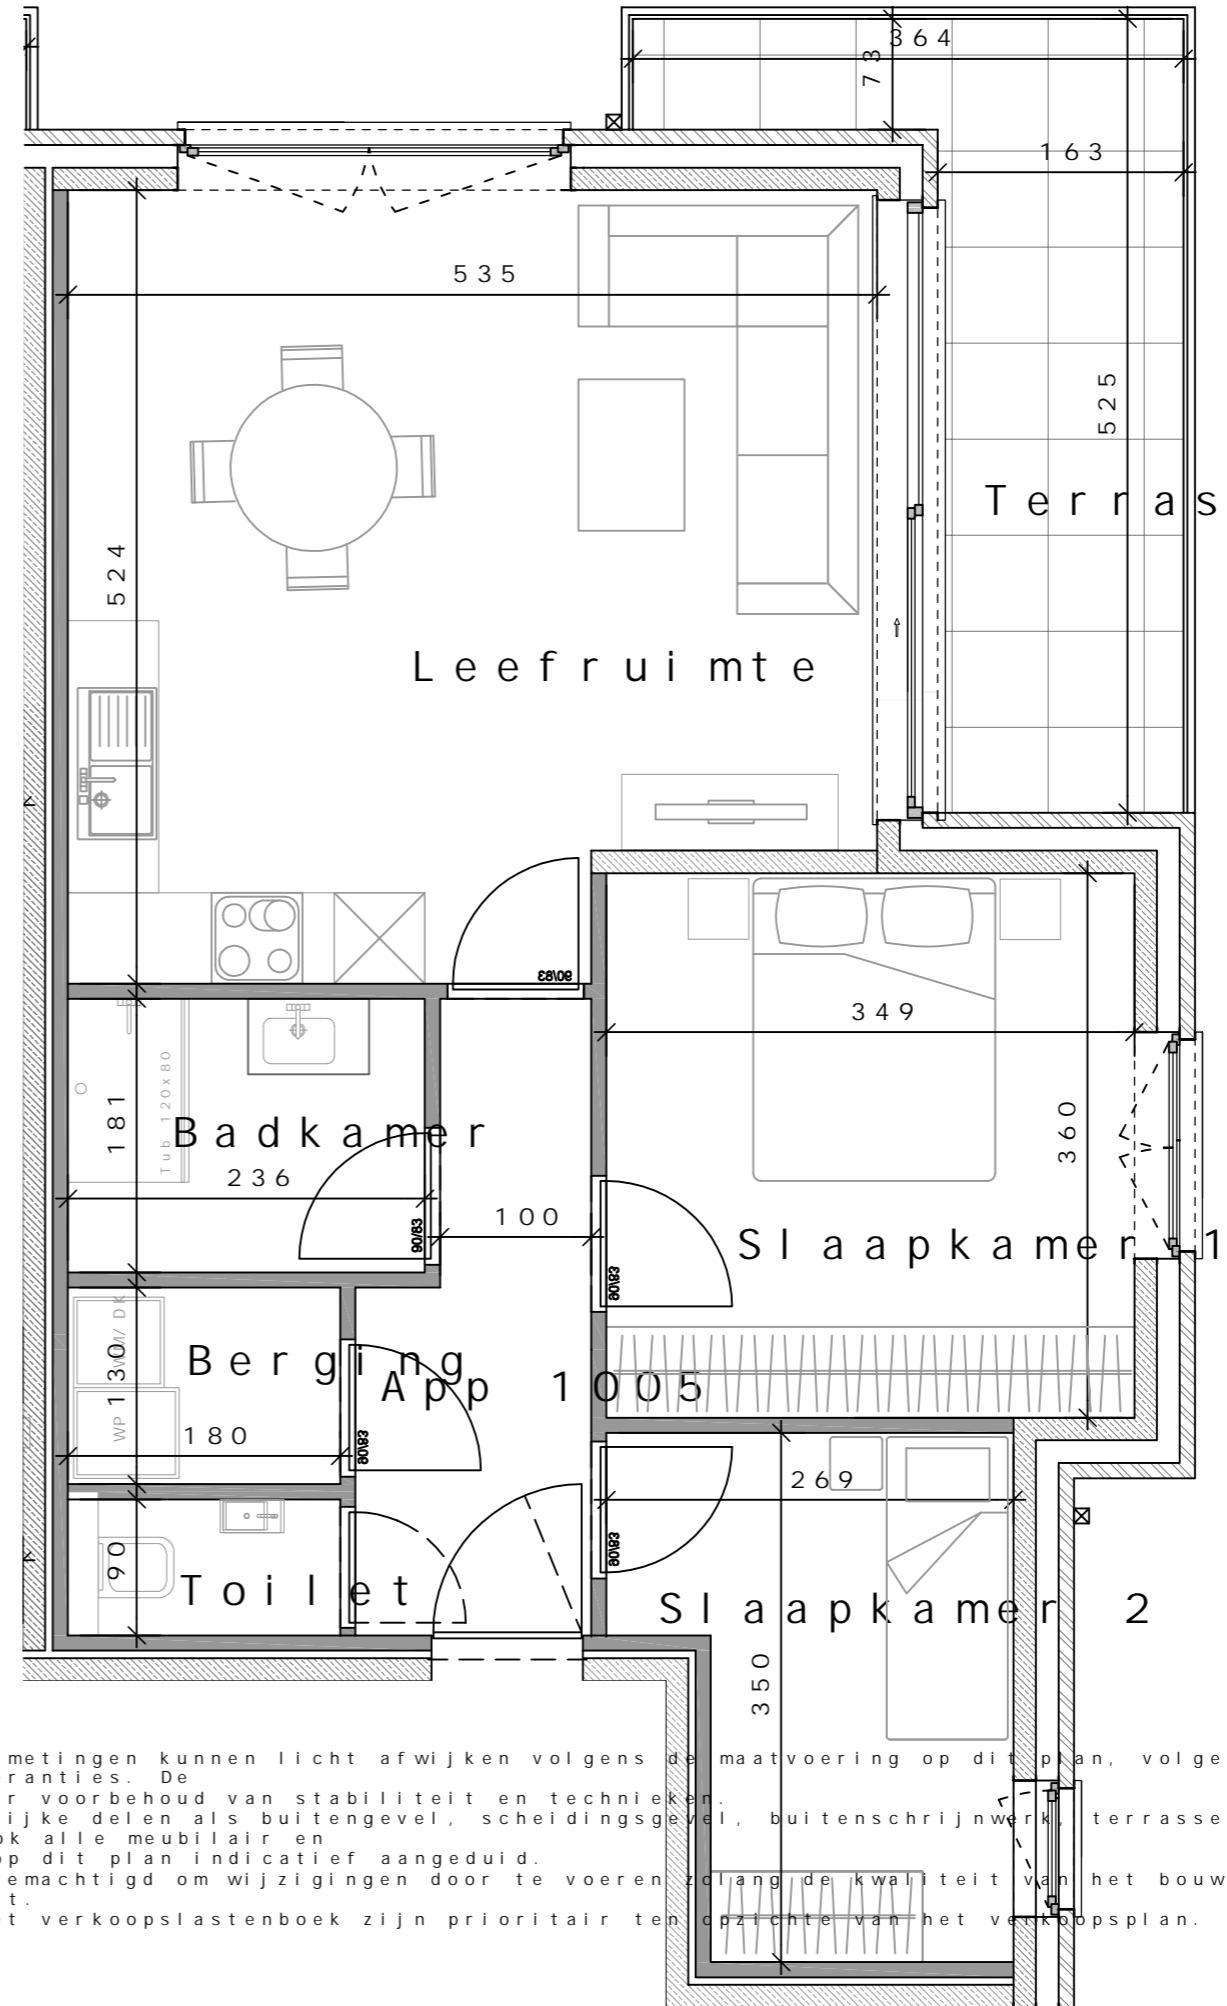 364
73
163
535
525
Terras
524
Leefruimte
90/83
349
181
Tub 120x80
Badkamer
360
236
100
90/83
Slaapkamer 1
90/83
WM/ DK
130
Berging
App 1005
WP
180
90/83
269
90/83
90
Toilet
Slaapkamer 2
350
metingen kunnen licht afwijken volgens de maatvoering op dit plan, volge
ranties. De
r voorbehoud van stabiliteit en technieken.
ijke delen als buitengevel, scheidingsgevel, buitenschrijnwerk, terrasse
ok alle meubilair en
op dit plan indicatief aangeduid.
emachtigd om wijzigingen door te voeren zolang de kwaliteit van het bouw
t.
t verkoopslastenboek zijn prioritair ten opzichte van het verkoopsplan.